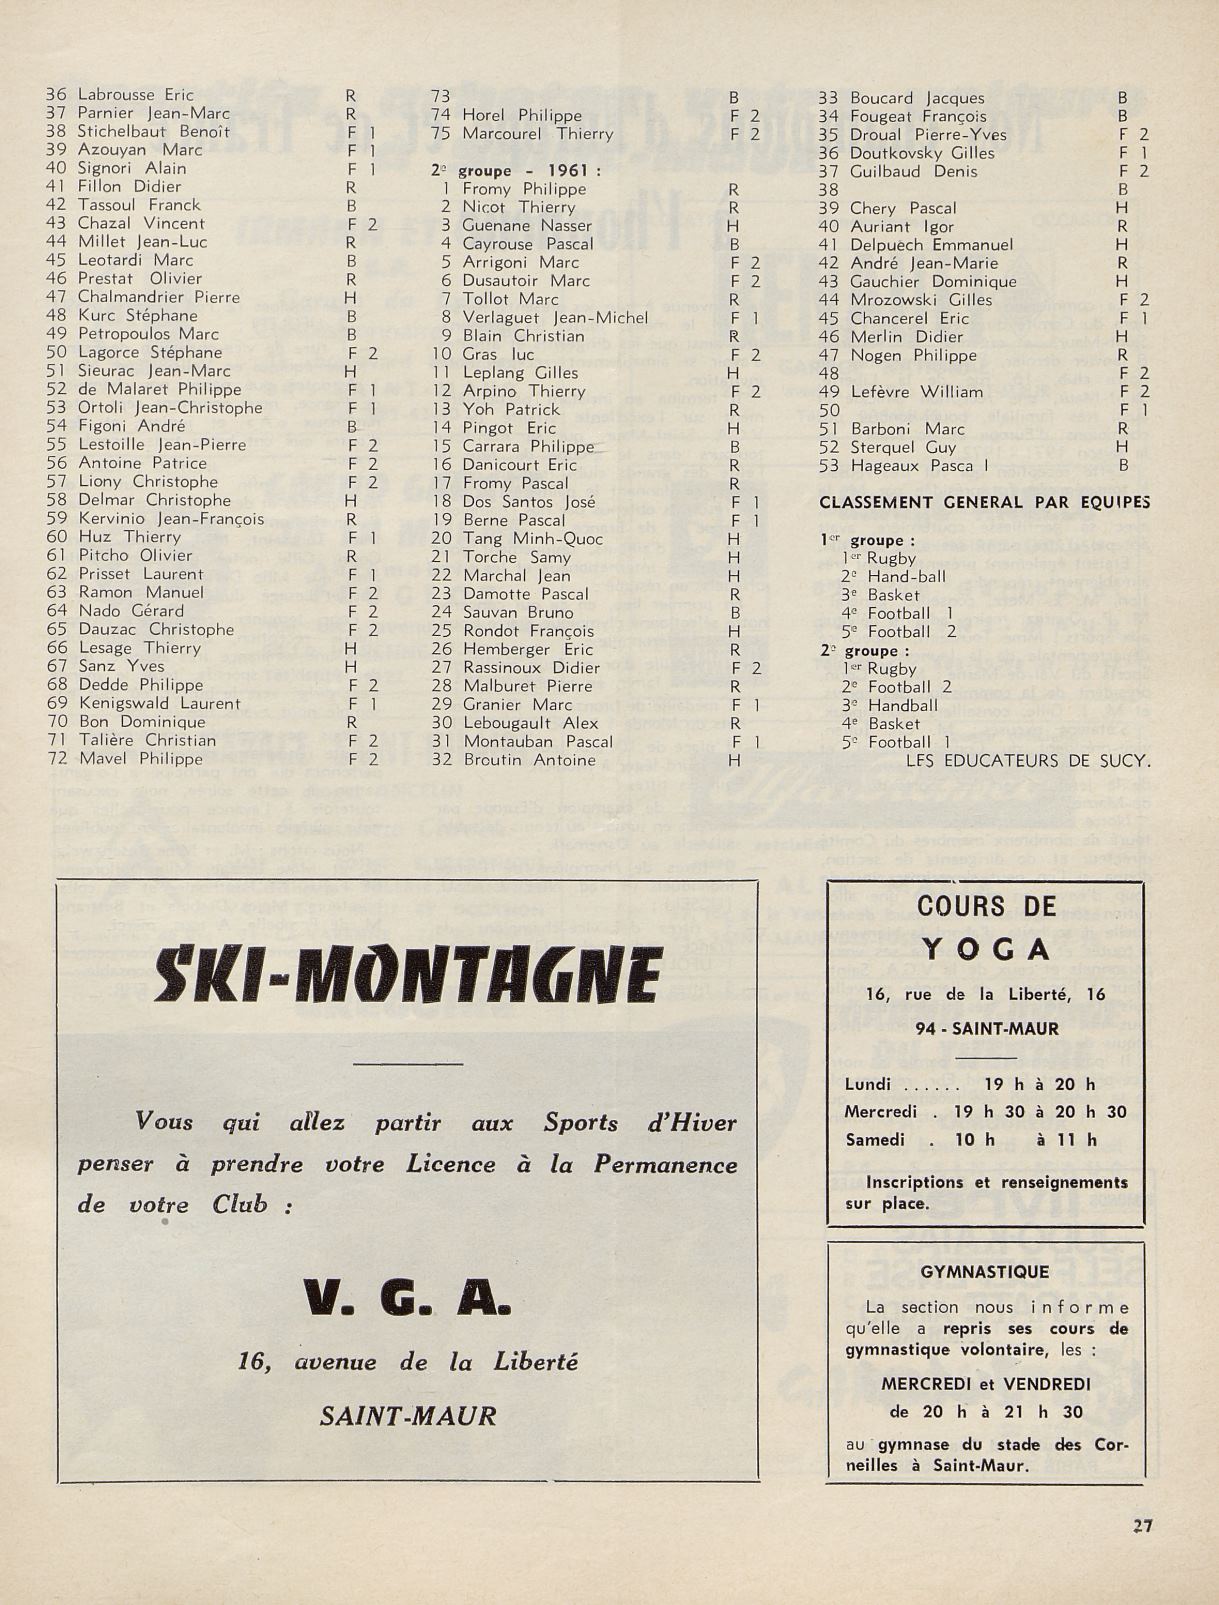 36 Labrousse Eric R
37 Parnier Jean-Marc R
38 Stichelbaut Benoît F 1
39 Azouyan Marc F 1
40 Signori Alain F 1
41 Fillon Didier R
42 Tassoul Franck B
43 Chazal Vincent F 2
44 Millet Jean-Luc R
45 Leotardi Marc B
46 Prestat Olivier R
47 Chalmandrier Pierre H
48 Kurc Stéphane B
49 Petropoulos Marc B
50 Lagorce Stéphane F 2
51 Sieurac Jean-Marc H
52 de Malaret Philippe F 1
53 Ortoli Jean-Christophe F 1
54 Figoni André B
55 Lestoille Jean-Pierre F 2
56 Antoine Patrice F 2
57 Liony Christophe F 2
58 Delmar Christophe H
59 Kervinio Jean-François R
60 Huz Thierry F 1
61 Pitcho Olivier R
62 Prisset Laurent F 1
63 Ramon Manuel F 2
64 Nado Gérard F 2
65 Dauzac Christophe F 2
66 Lesage Thierry H
67 Sanz Yves H
68 Dedde Philippe F 2
69 Kenigswald Laurent F 1
70 Bon Dominique R
71 Talière Christian F 2
72 Mavel Philippe F 2
73 B
74 Horel Philippe F 2
75 Marcourel Thierry F 2
2e groupe - 1961 :
1 Fromy Philippe R
2 Nicot Thierry R
3 Guenane Nasser H
4 Cayrouse Pascal B
5 Arrigoni Marc F 2
6 Dusautoir Marc F 2
7 Tollot Marc R
8 Verlaguet Jean-Michel F 1
9 Blain Christian R
10 Gras luc F 2
11 Leplang Gilles H
12 Arpino Thierry F 2
13 Yoh Patrick R
14 Pingot Eric H
15 Carrara Philippe B
16 Danicourt Eric R
17 Fromy Pascal R
18 Dos Santos José F 1
19 Berne Pascal F 1
20 Tang Minh-Quoc H
21 Torche Samy H
22 Marchal Jean H
23 Damotte Pascal R
24 Sauvan Bruno B
25 Rondot François H
26 Hemberger Eric R
27 Rassinoux Didier F 2
28 Malburet Pierre R
29 Granier Marc F 1
30 Lebougault Alex R
31 Montauban Pascal F 1
32 Broutin Antoine H
33 Boucard Jacques B
34 Fougeat François B
35 Droual Pierre-Yves F 2
36 Doutkovsky Gilles F 1
37 Guilbaud Denis F 2
38 B
39 Chery Pascal H
40 Auriant Igor R
41 Delpuech Emmanuel H
42 André Jean-Marie R
43 Gauchier Dominique H
44 Mrozowski Gilles F 2
45 Chancerel Eric F 1
46 Merlin Didier H
47 Nogen Philippe R
48 F 2
49 Lefèvre William F 2
50 F 1
51 Barboni Marc R
52 Sterquel Guy H
53 Hageaux Pasca l B
CLASSEMENT GENERAL PAR EQUIPES
1er groupe :
1er Rugby
2e Hand-ball
3e Basket
4e Football 1
5e Football 2
2e groupe :
1er Rugby
2e Football 2
3e Handball
4e Basket
5e Football 1
LES EDUCATEURS DE SUCY.
SKI-MONTAGNE
Vous qui allez partir aux Sports d'Hiver
penser à prendre votre Licence à la Permanence
de votre Club :
V. G. A.
16, avenue de la Liberté
SAINT-MAUR
COURS DE
YOGA
16, rue de la Liberté, 16
94 - SAINT-MAUR
Lundi ...... 19 h à 20 h
Mercredi . 19 h 30 à 20 h 30
Samedi . 10 h à 11 h
Inscriptions et renseignements
sur place.
GYMNASTIQUE
La section nous informe
qu'elle a repris ses cours de
gymnastique volontaire, les :
MERCREDI et VENDREDI
de 20 h à 21 h 30
au gymnase du stade des Cor-
neilles à Saint-Maur.
27